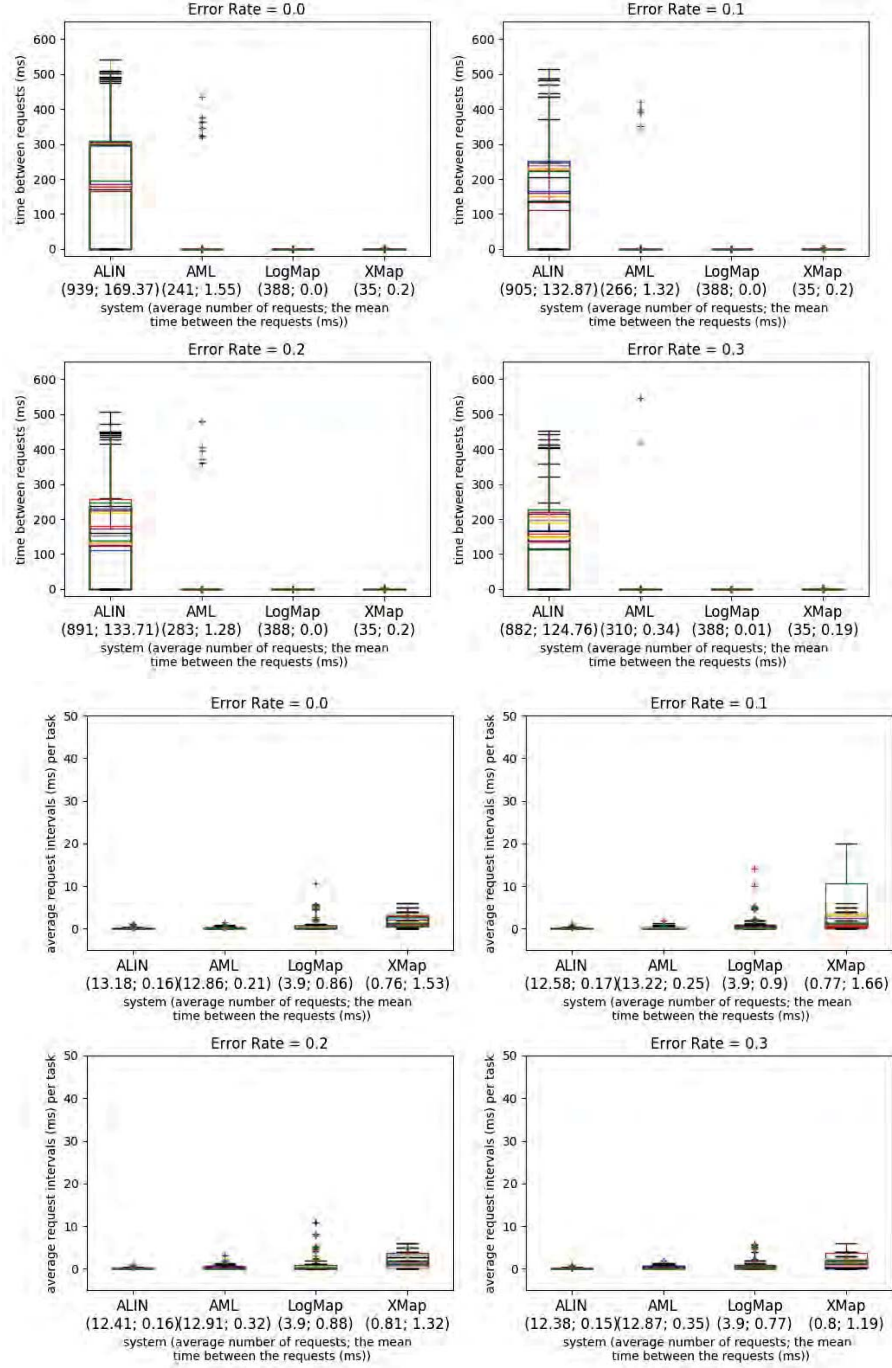 Error Rate = 0.0
time between requests (ms)
600
500
400
300
200
100
0
ALIN AML LogMap XMap
(939; 169.37) (241; 1.55) (388; 0.0) (35; 0.2)
system (average number of requests; the mean
time between the requests (ms))
Error Rate = 0.1
time between requests (ms)
600
500
400
300
200
100
0
ALIN AML LogMap XMap
(905; 132.87) (266; 1.32) (388; 0.0) (35; 0.2)
system (average number of requests; the mean
time between the requests (ms))
Error Rate = 0.2
time between requests (ms)
600
500
400
300
200
100
0
ALIN AML LogMap XMap
(891; 133.71) (283; 1.28) (388; 0.0) (35; 0.2)
system (average number of requests; the mean
time between the requests (ms))
Error Rate = 0.3
time between requests (ms)
600
500
400
300
200
100
0
ALIN AML LogMap XMap
(882; 124.76) (310; 0.34) (388; 0.01) (35; 0.19)
system (average number of requests; the mean
time between the requests (ms))
Error Rate = 0.0
average request intervals (ms) per task
50
40
30
20
10
0
ALIN AML LogMap XMap
(13.18; 0.16)(12.86; 0.21) (3.9; 0.86) (0.76; 1.53)
system (average number of requests; the mean
time between the requests (ms))
Error Rate = 0.1
average request intervals (ms) per task
50
40
30
20
10
0
ALIN AML LogMap XMap
(12.58; 0.17)(13.22; 0.25) (3.9; 0.9) (0.77; 1.66)
system (average number of requests; the mean
time between the requests (ms))
Error Rate = 0.2
average request intervals (ms) per task
50
40
30
20
10
0
ALIN AML LogMap XMap
(12.41; 0.16)(12.91; 0.32) (3.9; 0.88) (0.81; 1.32)
system (average number of requests; the mean
time between the requests (ms))
Error Rate = 0.3
average request intervals (ms) per task
50
40
30
20
10
0
ALIN AML LogMap XMap
(12.38; 0.15)(12.87; 0.35) (3.9; 0.77) (0.8; 1.19)
system (average number of requests; the mean
time between the requests (ms))